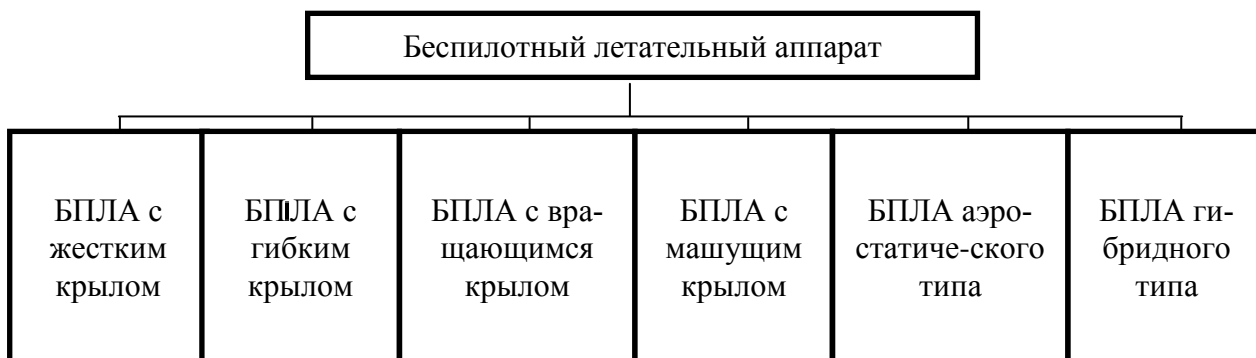 Беспилотный летательный аппарат
БПЛА с
жестким
крылом
БПЛА с
гибким
крылом
БПЛА с вра-
щающимся
крылом
БПЛА с
машущим
крылом
БПЛА аэро-
статиче-ского
типа
БПЛА ги-
бридного
типа